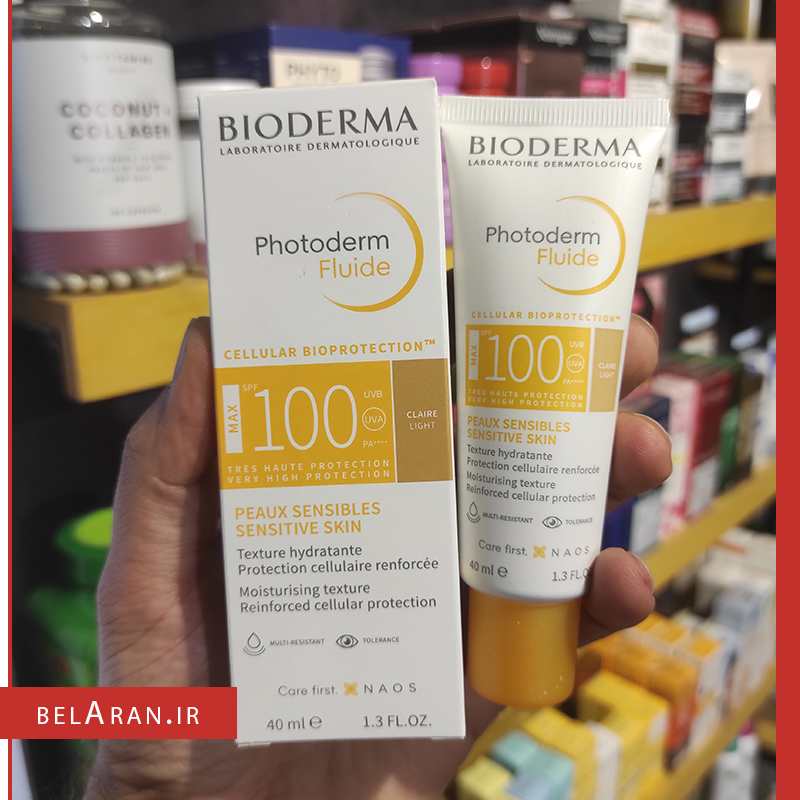 COCONUT +
COLLAGEN
PHYTO
BIODERMA
LABORATOIRE DERMATOLOGIQUE
Photoderm
Fluide
CELLULAR BIOPROTECTION™
MAX
SPF
100
UVB
UVA
PA++++
CLAIRE
LIGHT
TRÈS HAUTE PROTECTION
VERY HIGH PROTECTION
PEAUX SENSIBLES
SENSITIVE SKIN
Texture hydratante
Protection cellulaire renforcée
Moisturising texture
Reinforced cellular protection
MULTI-RESISTANT
TOLERANCE
Care first. NAOS
40 ml ℮ 1.3 FL.OZ.
BIODERMA
LABORATOIRE DERMATOLOGIQUE
Photoderm
Fluide
CELLULAR BIOPROTECTION™
MAX
SPF
100
UVB
UVA
PA++++
CLAIRE
LIGHT
TRÈS HAUTE PROTECTION
VERY HIGH PROTECTION
PEAUX SENSIBLES
SENSITIVE SKIN
Texture hydratante
Protection cellulaire renforcée
Moisturising texture
Reinforced cellular protection
MULTI-RESISTANT
TOLERANCE
Care first. NAOS
40 ml ℮ 1.3 FL.O
BELARAN.IR